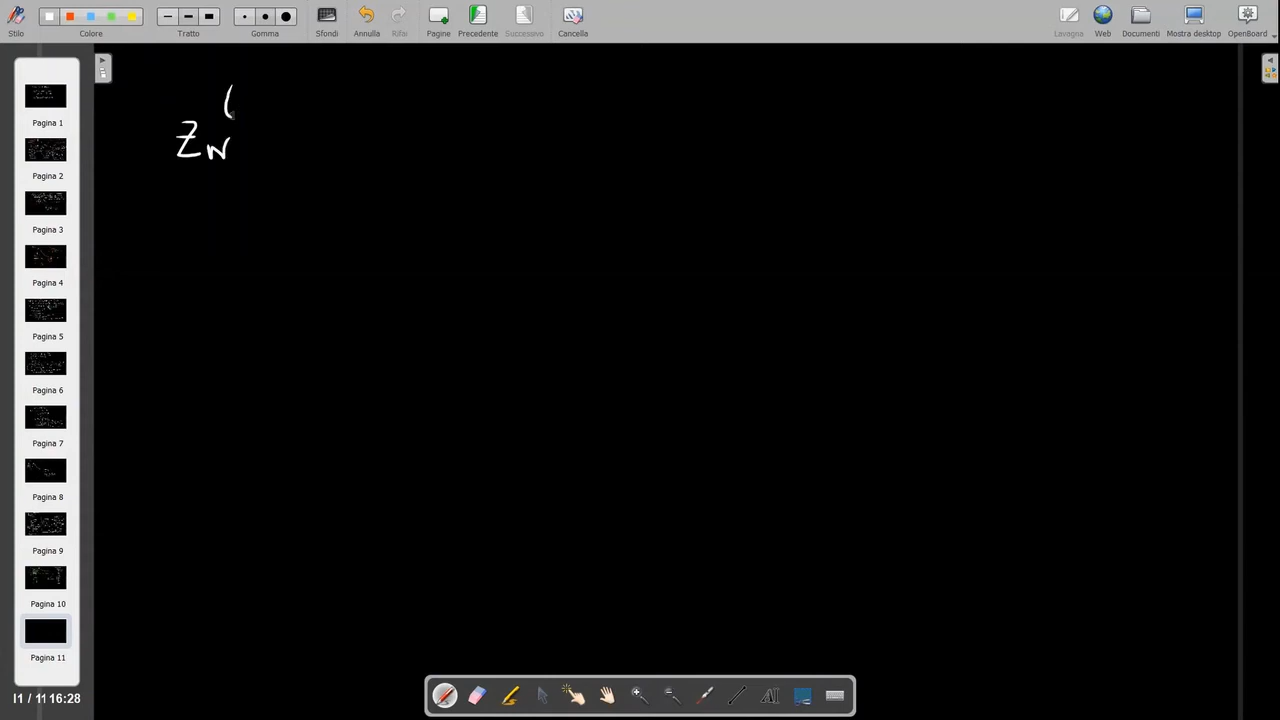 Stilo
Colore
Tratto
Gomma
Sfondi
Annulla
Rifai
Pagine
Precedente
Successivo
Cancella
Lavagna
Web
Documenti
Mostra desktop
OpenBoard
(
Z_N
Pagina 1
Pagina 2
Pagina 3
Pagina 4
Pagina 5
Pagina 6
Pagina 7
Pagina 8
Pagina 9
Pagina 10
Pagina 11
11 / 11 16:28
AI